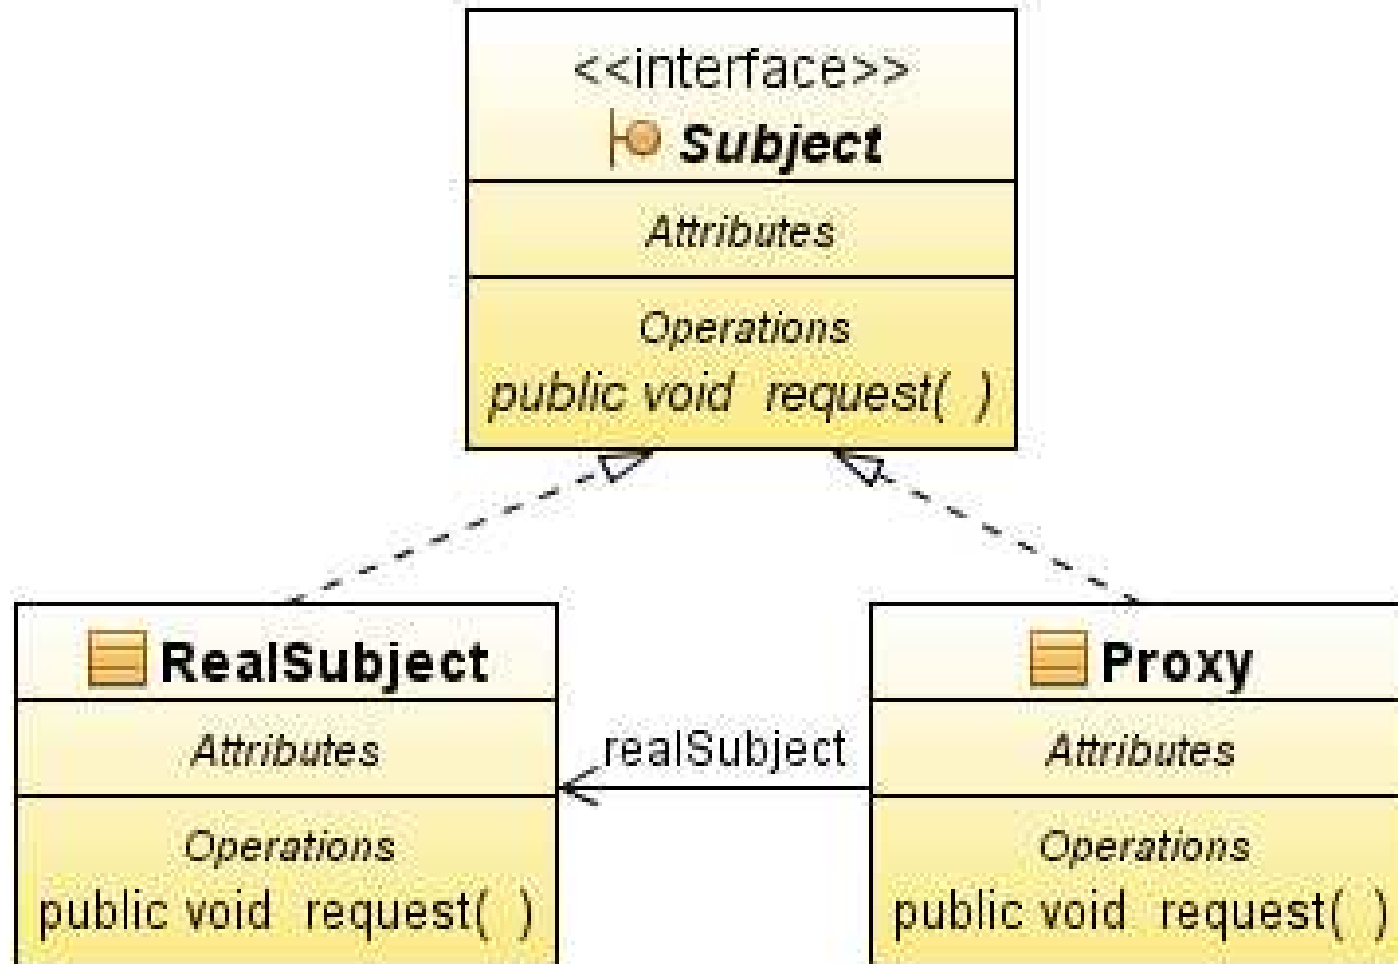 <<interface>>
Subject
Attributes
Operations
public void request( )
RealSubject
Attributes
Operations
public void request( )
realSubject
Proxy
Attributes
Operations
public void request( )